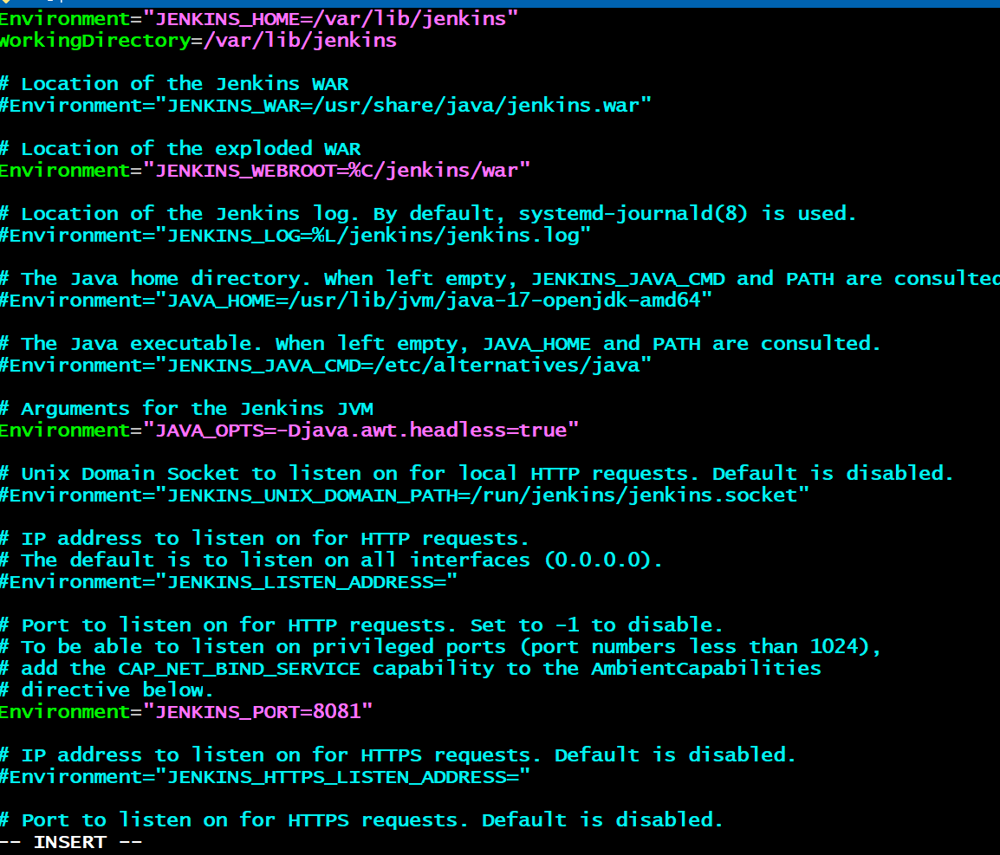 Environment="JENKINS_HOME=/var/lib/jenkins"
WorkingDirectory=/var/lib/jenkins
# Location of the Jenkins WAR
#Environment="JENKINS_WAR=/usr/share/java/jenkins.war"
# Location of the exploded WAR
Environment="JENKINS_WEBROOT=%C/jenkins/war"
# Location of the Jenkins log. By default, systemd-journald(8) is used.
#Environment="JENKINS_LOG=%L/jenkins/jenkins.log"
# The Java home directory. When left empty, JENKINS_JAVA_CMD and PATH are consulted
#Environment="JAVA_HOME=/usr/lib/jvm/java-17-openjdk-amd64"
# The Java executable. When left empty, JAVA_HOME and PATH are consulted.
#Environment="JENKINS_JAVA_CMD=/etc/alternatives/java"
# Arguments for the Jenkins JVM
Environment="JAVA_OPTS=-Djava.awt.headless=true"
# Unix Domain Socket to listen on for local HTTP requests. Default is disabled.
#Environment="JENKINS_UNIX_DOMAIN_PATH=/run/jenkins/jenkins.socket"
# IP address to listen on for HTTP requests.
# The default is to listen on all interfaces (0.0.0.0).
#Environment="JENKINS_LISTEN_ADDRESS="
# Port to listen on for HTTP requests. Set to -1 to disable.
# To be able to listen on privileged ports (port numbers less than 1024),
# add the CAP_NET_BIND_SERVICE capability to the AmbientCapabilities
# directive below.
Environment="JENKINS_PORT=8081"
# IP address to listen on for HTTPS requests. Default is disabled.
#Environment="JENKINS_HTTPS_LISTEN_ADDRESS="
# Port to listen on for HTTPS requests. Default is disabled.
-- INSERT --